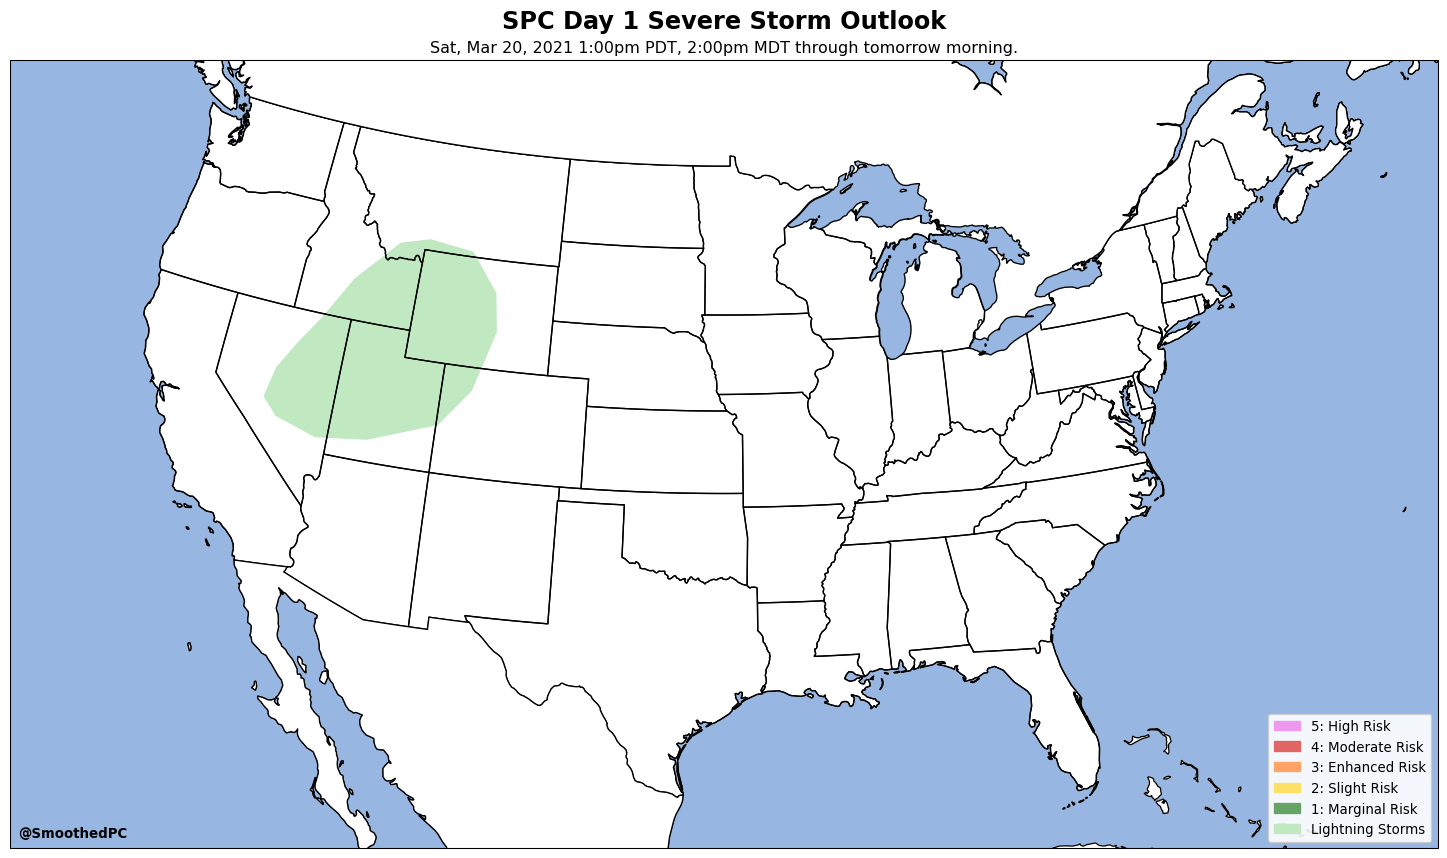 SPC Day 1 Severe Storm Outlook
Sat, Mar 20, 2021 1:00pm PDT, 2:00pm MDT through tomorrow morning.
5: High Risk
4: Moderate Risk
3: Enhanced Risk
2: Slight Risk
1: Marginal Risk
Lightning Storms
@SmoothedPC